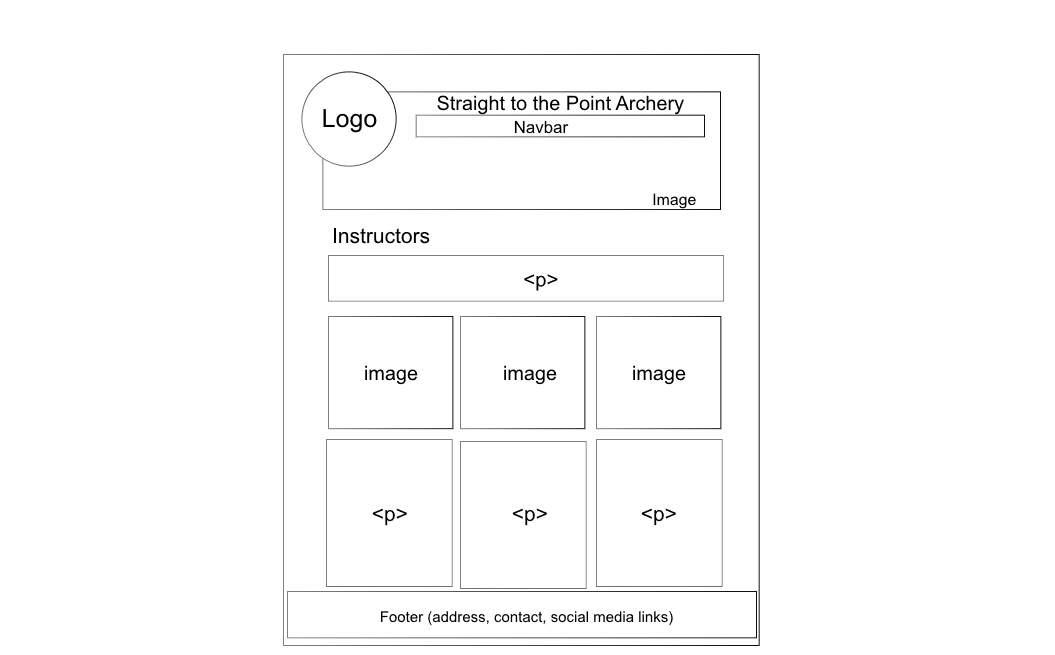 Logo
Straight to the Point Archery
Navbar
Image
Instructors
<p>
image
image
image
<p>
<p>
<p>
Footer (address, contact, social media links)